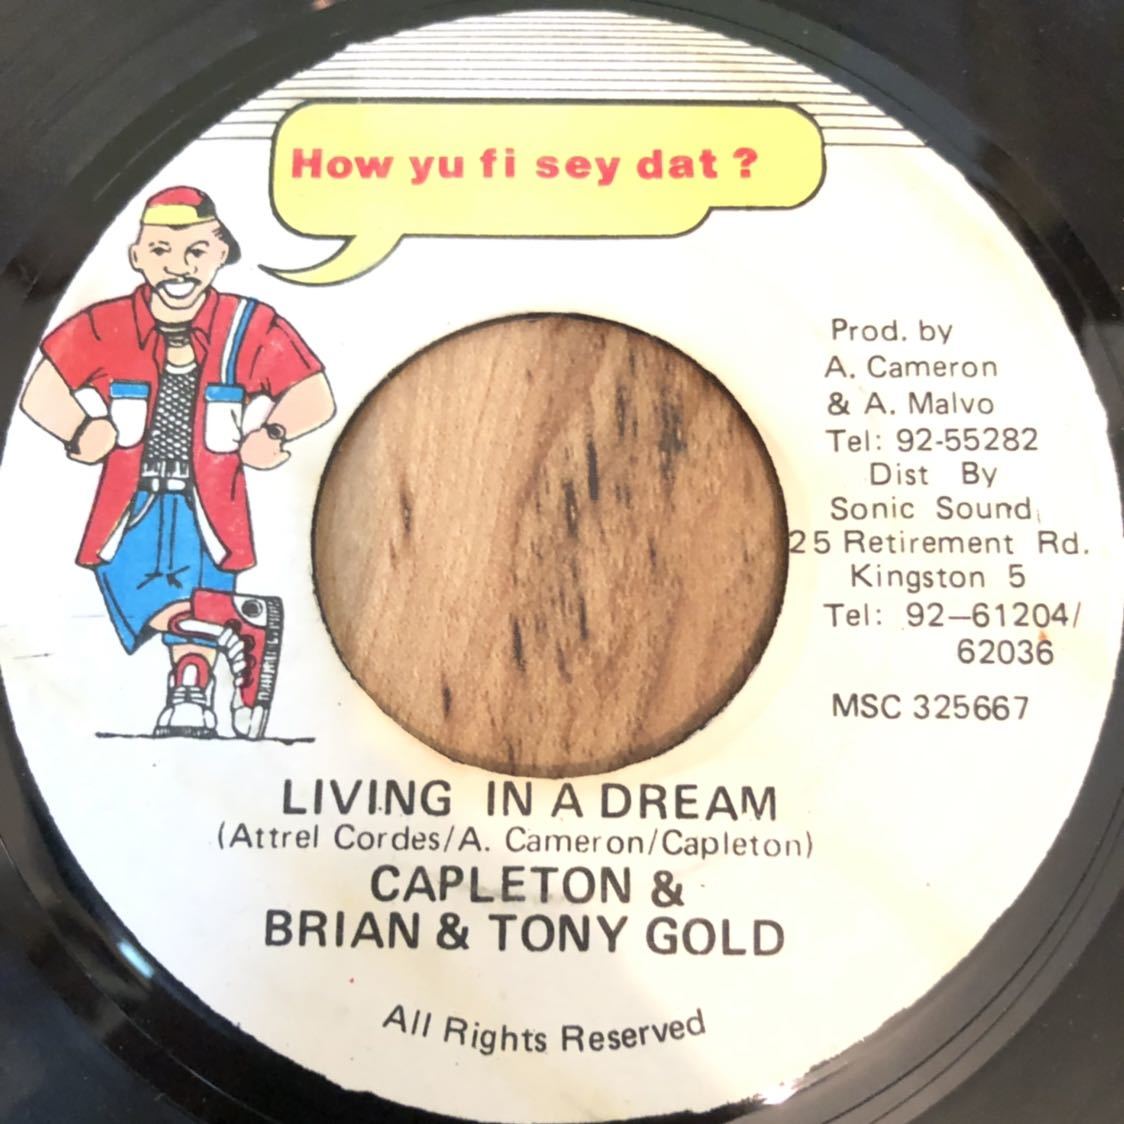 How yu fi sey dat ?
Prod. by
A. Cameron
& A. Malvo
Tel: 92-55282
Dist By
Sonic Sound
25 Retirement Rd.
Kingston 5
Tel: 92-61204/
62036
MSC 325667
LIVING IN A DREAM
(Attrel Cordes/A. Cameron/Capleton)
CAPLETON &
BRIAN & TONY GOLD
All Rights Reserved